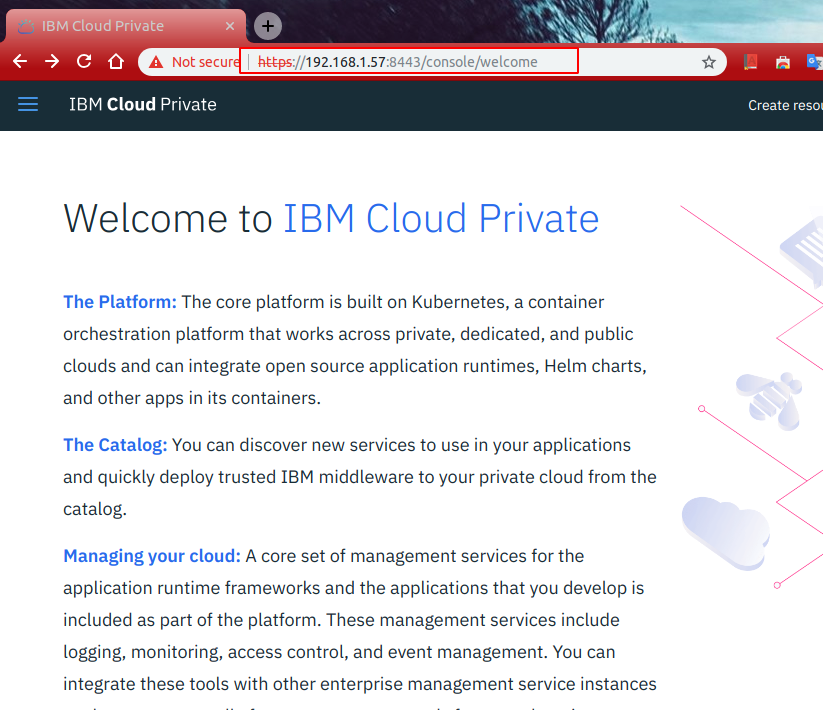 IBM Cloud Private
Not secure https://192.168.1.57:8443/console/welcome
IBM Cloud Private Create
Welcome to IBM Cloud Private
The Platform: The core platform is built on Kubernetes, a container
orchestration platform that works across private, dedicated, and public
clouds and can integrate open source application runtimes, Helm charts,
and other apps in its containers.
The Catalog: You can discover new services to use in your applications
and quickly deploy trusted IBM middleware to your private cloud from the
catalog.
Managing your cloud: A core set of management services for the
application runtime frameworks and the applications that you develop is
included as part of the platform. These management services include
logging, monitoring, access control, and event management. You can
integrate these tools with other enterprise management service instances